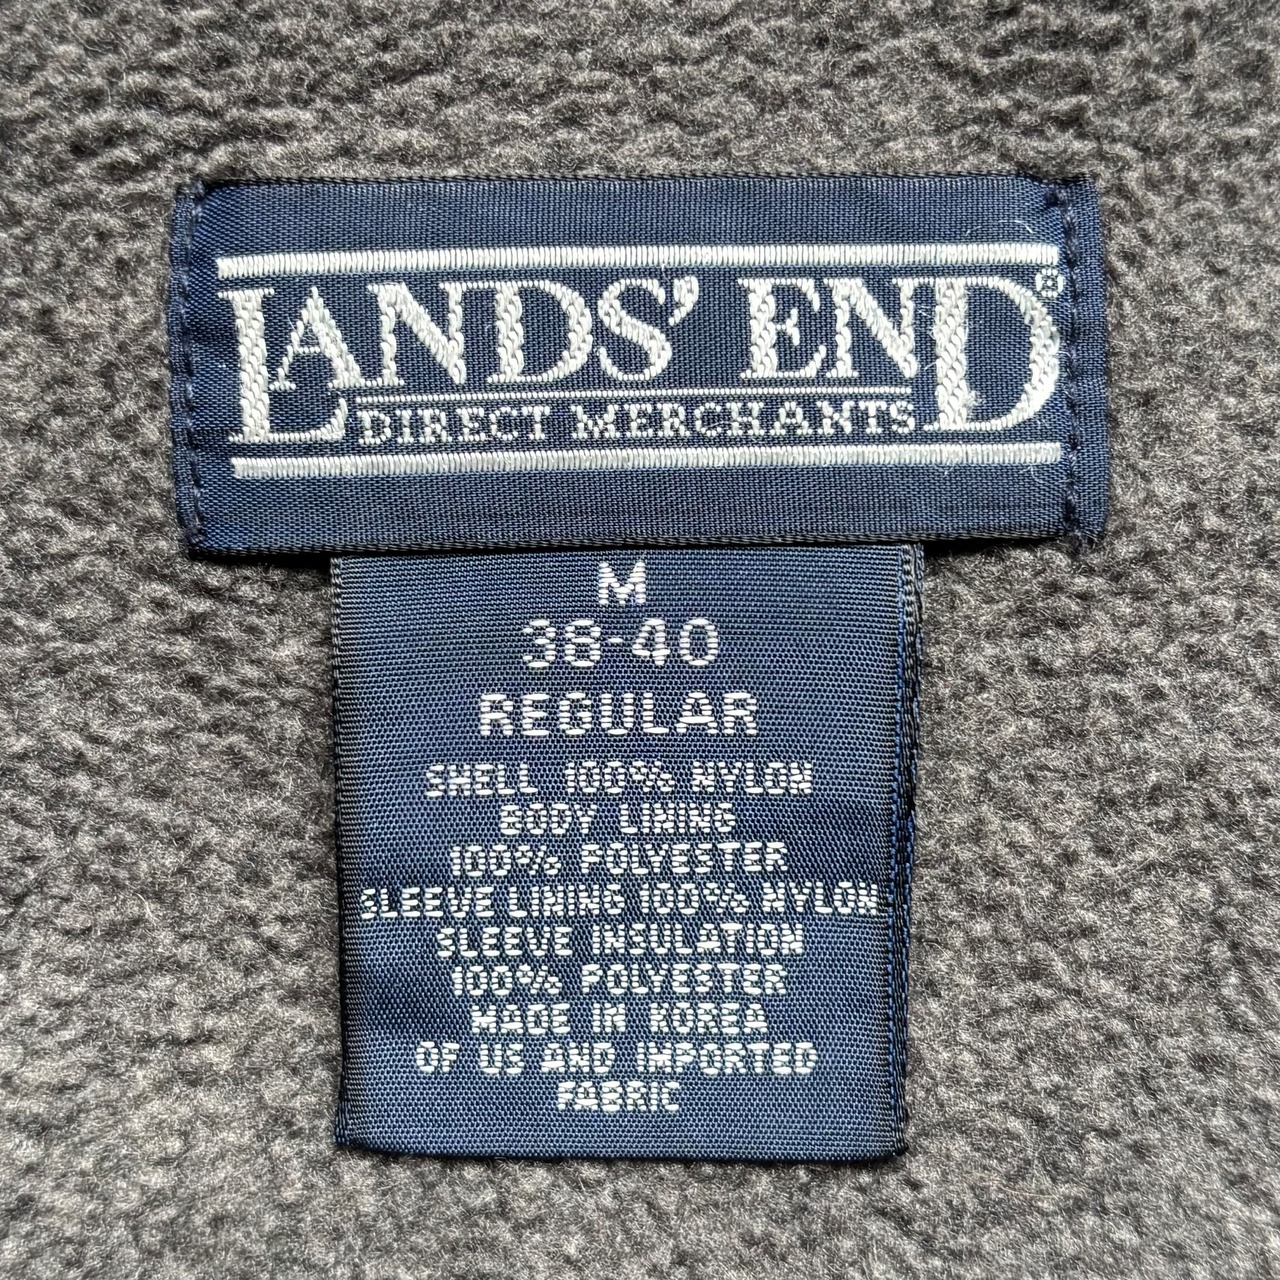 LANDS' END®
DIRECT MERCHANTS
M
38-40
REGULAR
SHELL 100% NYLON
BODY LINING
100% POLYESTER
SLEEVE LINING 100% NYLON
SLEEVE INSULATION
100% POLYESTER
MADE IN KOREA
OF US AND IMPORTED
FABRIC